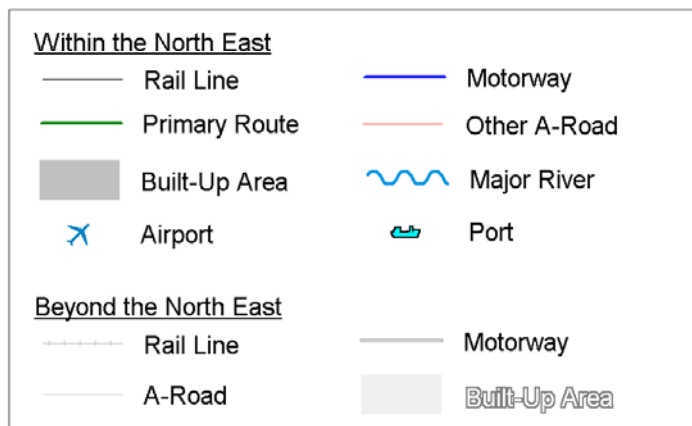 Within the North East
Rail Line
Motorway
Primary Route
Other A-Road
Built-Up Area
Major River
Airport
Port
Beyond the North East
Rail Line
Motorway
A-Road
Built-Up Area